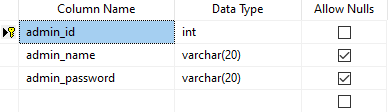 Column Name Data Type Allow Nulls
admin_id int
admin_name varchar(20)
admin_password varchar(20)